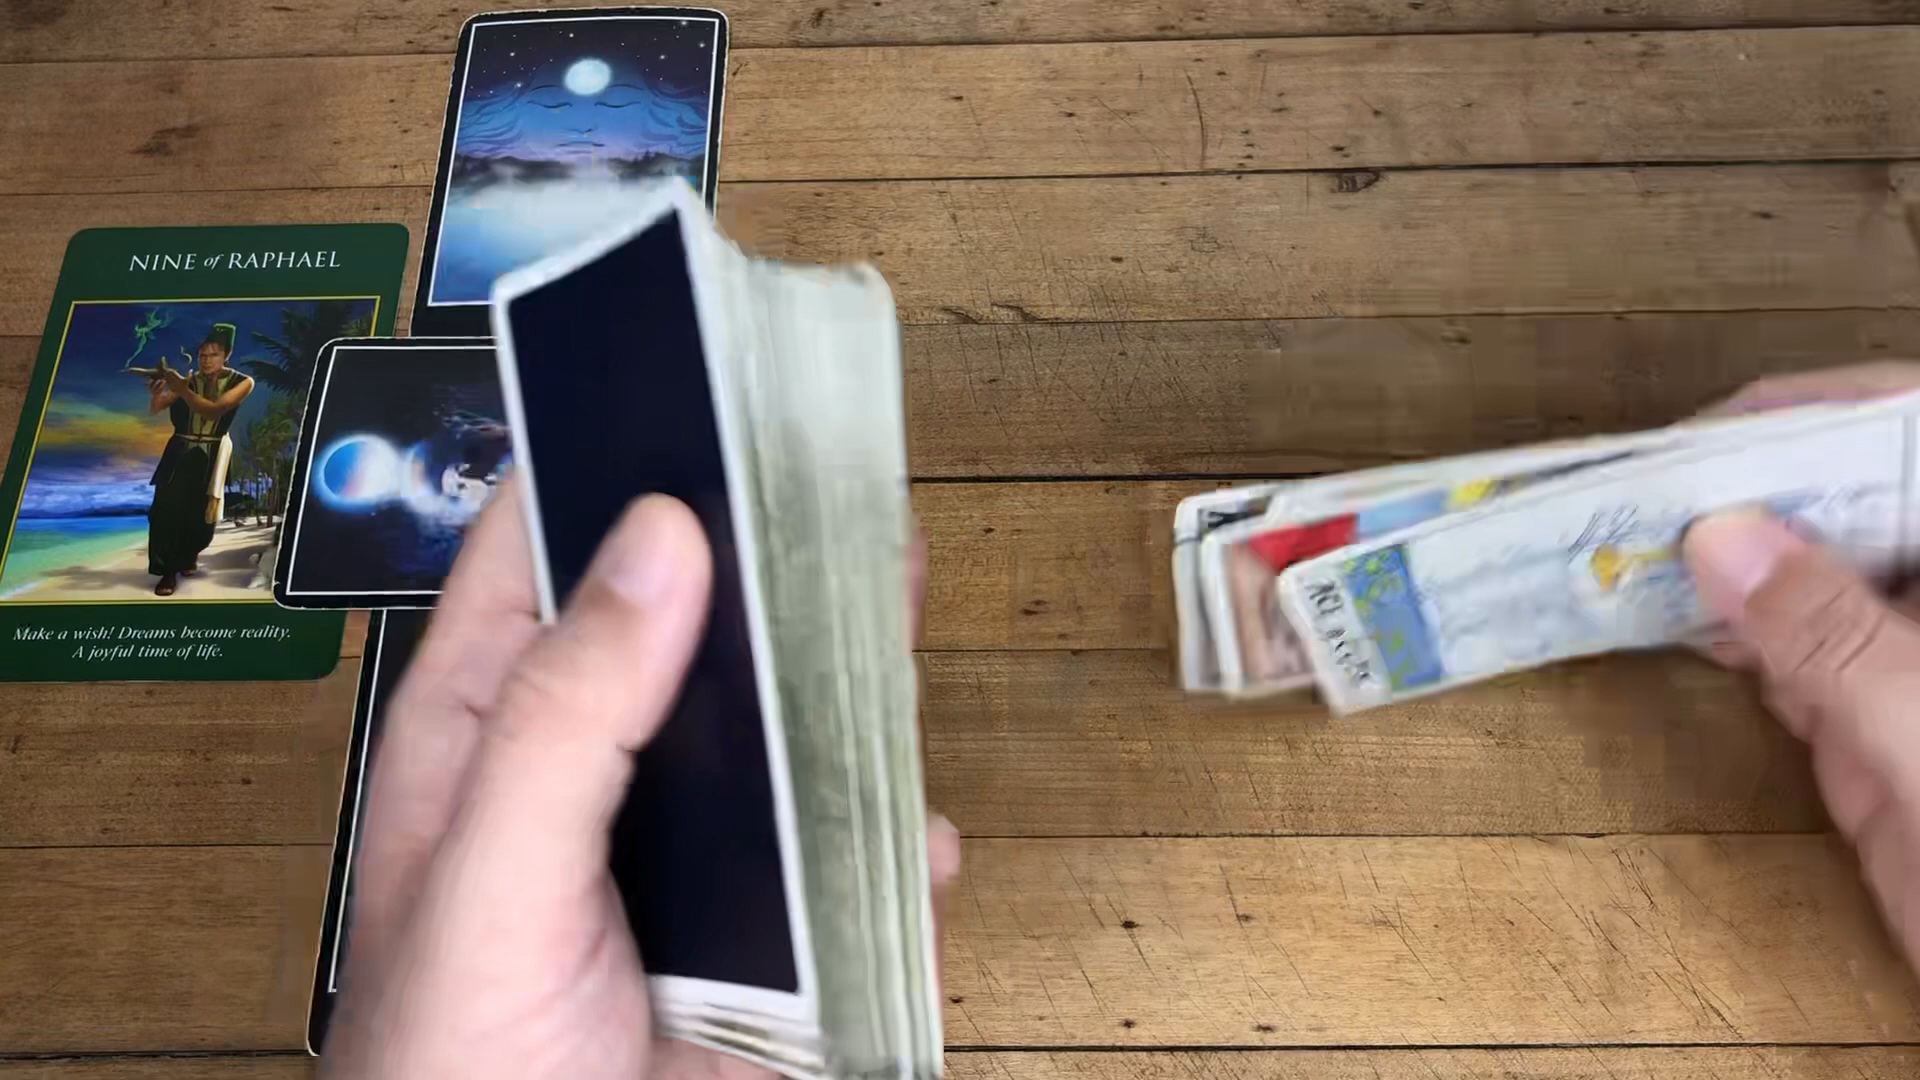 NINE of RAPHAEL
Make a wish! Dreams become reality.
A joyful time of life.